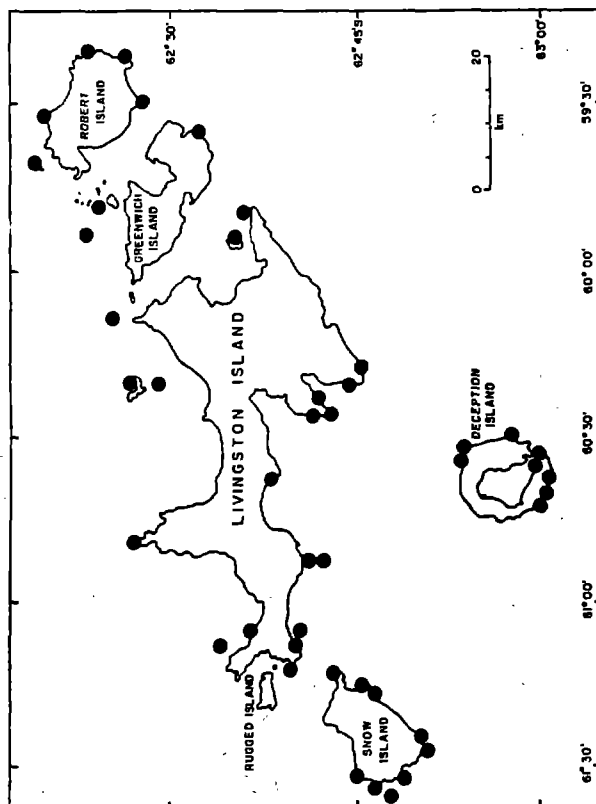 62°30'
62°45'S
63°00'
59°30'
60°00'
60°30'
61°00'
61°30'
20
km
0
ROBERT
ISLAND
GREENWICH
ISLAND
LIVINGSTON ISLAND
DECEPTION
ISLAND
RUGGED ISLAND
SNOW
ISLAND